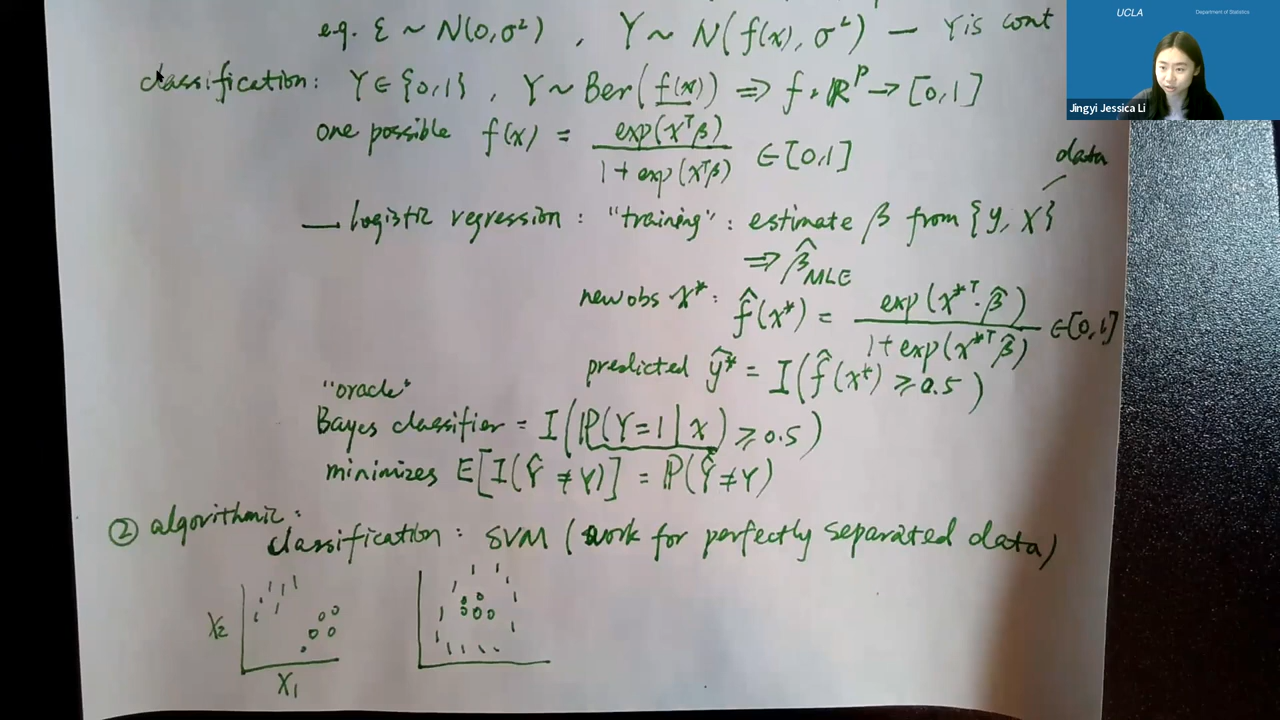 e.g. ε ~ N(0, σ²) , Y ~ N(f(x), σ²) — Y is cont
classification: Y ∈ {0,1} , Y ~ Ber(f(x)) ⇒ f: ℝᵖ → [0,1]
one possible f(x) = exp(xᵀβ) / 1 + exp(xᵀβ) ∈ [0,1]
data
— logistic regression : "training" : estimate β from {y, X}
⇒ β̂MLE
new obs x* : f̂(x*) = exp(x*ᵀ·β̂) / 1 + exp(x*ᵀβ̂) ∈ [0,1]
predicted ŷ* = I(f̂(x*) ≥ 0.5)
"oracle"
Bayes classifier = I(ℙ(Y=1|X) ≥ 0.5)
minimizes E[I(Ŷ ≠ Y)] = ℙ(Ŷ ≠ Y)
② algorithmic :
classification : SVM (work for perfectly separated data)
X₂
X₁
UCLA
Department of Statistics
Jingyi Jessica Li